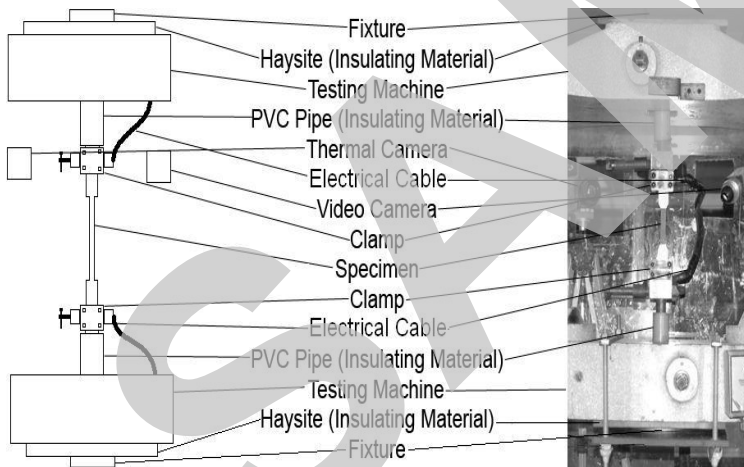 Fixture
Haysite (Insulating Material)
Testing Machine
PVC Pipe (Insulating Material)
Thermal Camera
Electrical Cable
Video Camera
Clamp
Specimen
Clamp
Electrical Cable
PVC Pipe (Insulating Material)
Testing Machine
Haysite (Insulating Material)
Fixture